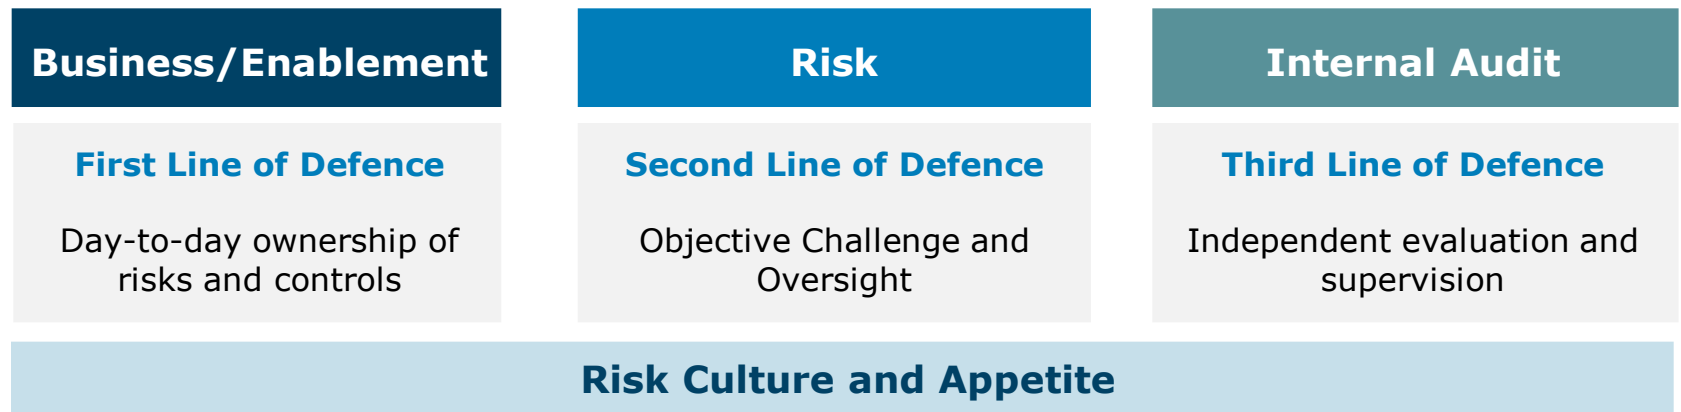 Business/Enablement
First Line of Defence
Day-to-day ownership of
risks and controls
Risk
Second Line of Defence
Objective Challenge and
Oversight
Internal Audit
Third Line of Defence
Independent evaluation and
supervision
Risk Culture and Appetite